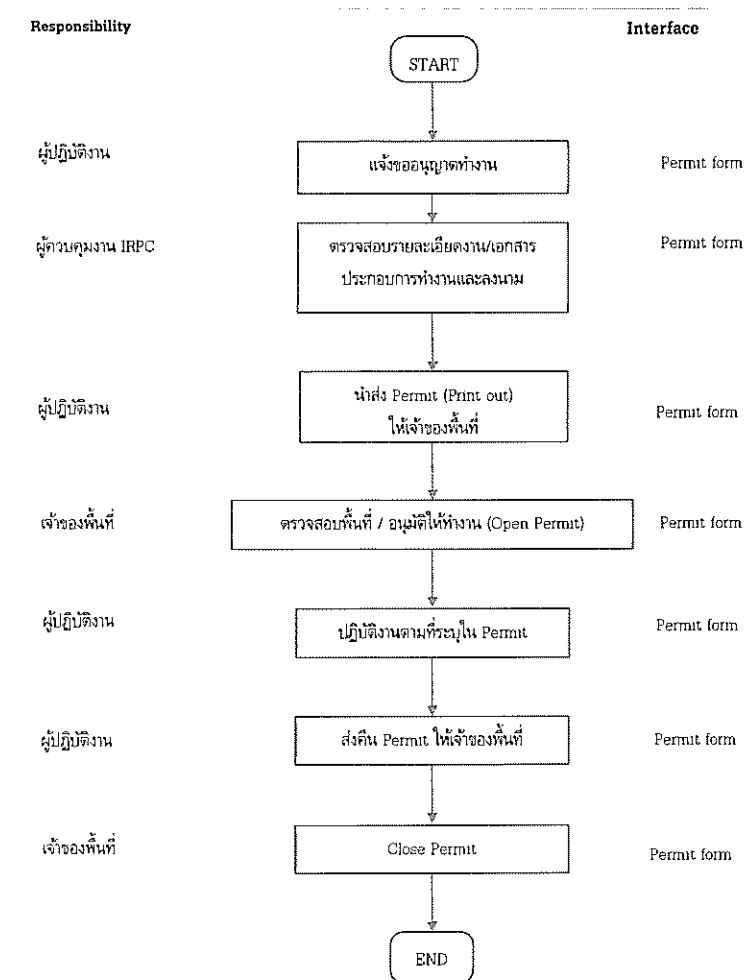 Responsibility
Interface
START
ผู้ปฏิบัติงาน
แจ้งขออนุญาตทำงาน
Permit form
ผู้ควบคุมงาน IRPC
ตรวจสอบรายละเอียดงาน/เอกสาร
ประกอบการทำงานและลงนาม
Permit form
ผู้ปฏิบัติงาน
นำส่ง Permit (Print out)
ให้เจ้าของพื้นที่
Permit form
เจ้าของพื้นที่
ตรวจสอบพื้นที่ / อนุมัติให้ทำงาน (Open Permit)
Permit form
ผู้ปฏิบัติงาน
ปฏิบัติงานตามที่ระบุใน Permit
Permit form
ผู้ปฏิบัติงาน
ส่งคืน Permit ให้เจ้าของพื้นที่
Permit form
เจ้าของพื้นที่
Close Permit
Permit form
END